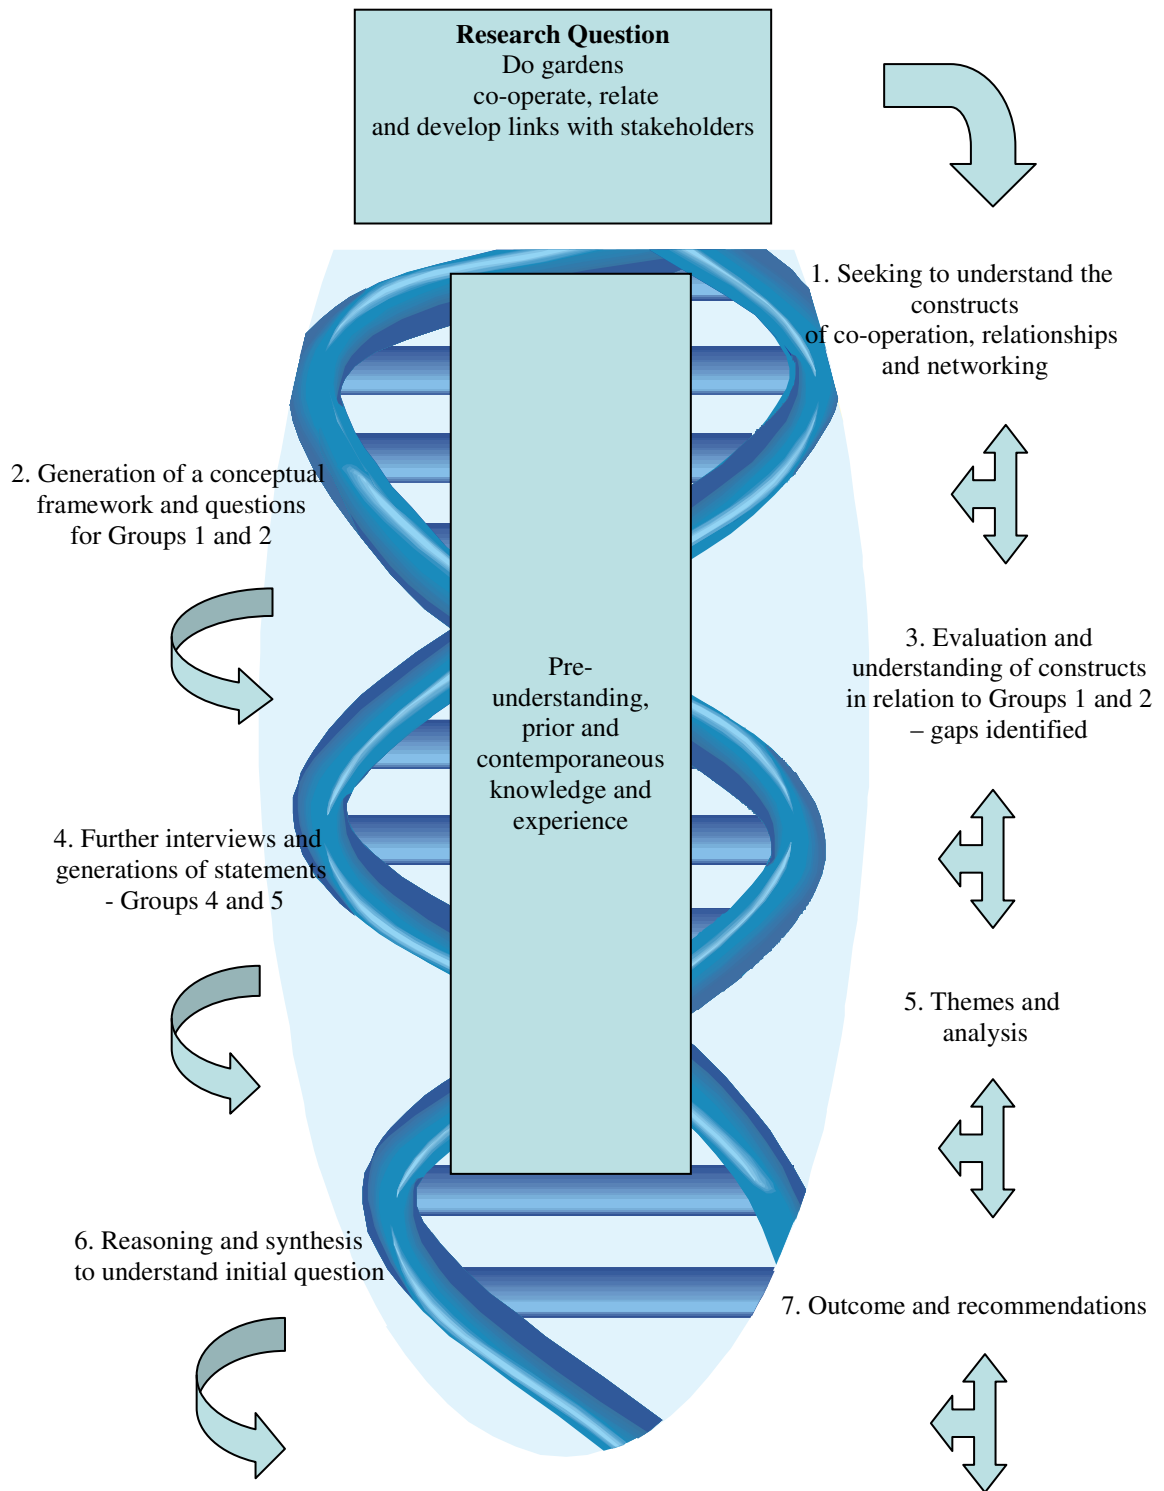 Research Question
Do gardens
co-operate, relate
and develop links with stakeholders
1. Seeking to understand the
constructs
of co-operation, relationships
and networking
2. Generation of a conceptual
framework and questions
for Groups 1 and 2
3. Evaluation and
understanding of constructs
in relation to Groups 1 and 2
– gaps identified
Pre-
understanding,
prior and
contemporaneous
knowledge and
experience
4. Further interviews and
generations of statements
- Groups 4 and 5
5. Themes and
analysis
6. Reasoning and synthesis
to understand initial question
7. Outcome and recommendations